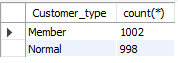 Customer_type count(*)
Member 1002
Normal 998